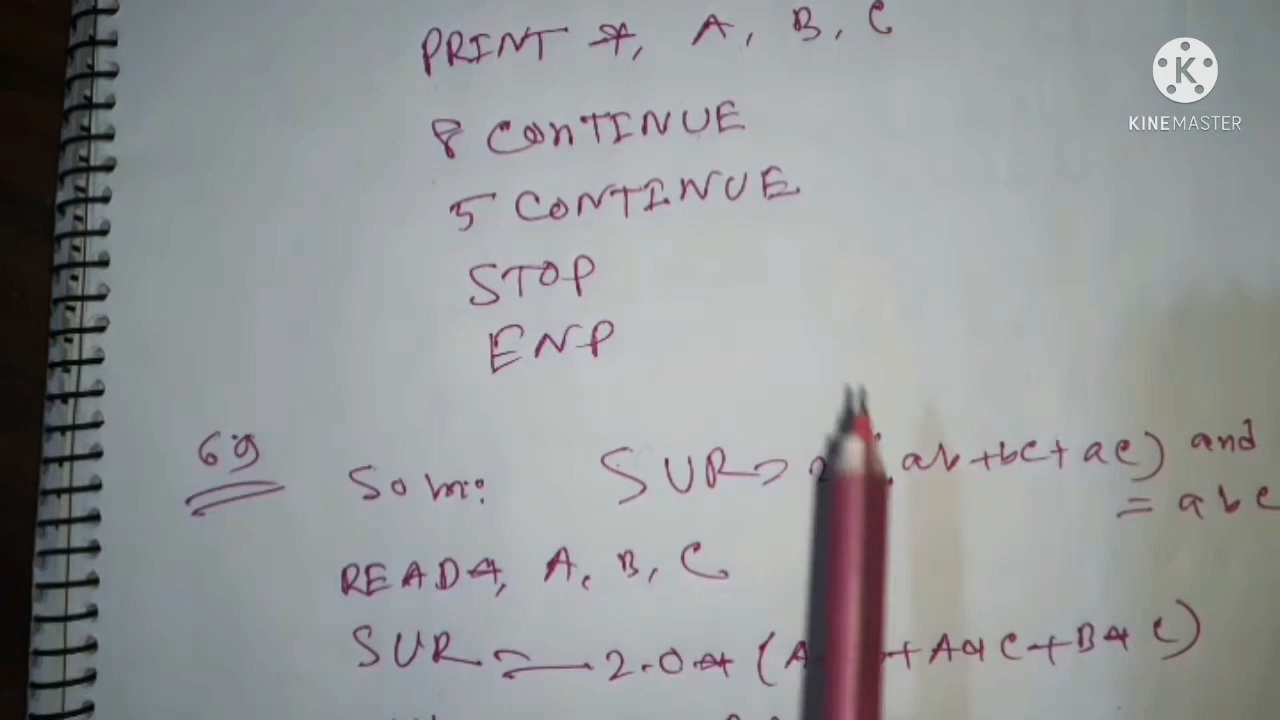 PRINT *, A, B, C
K
KINEMASTER
8 CONTINUE
5 CONTINUE
STOP
END
69
Soln: SUR = 2 ab+bc+ac) and
= abc
READ*, A, B, C
SUR = 2.0* (A +A*C+B*C)